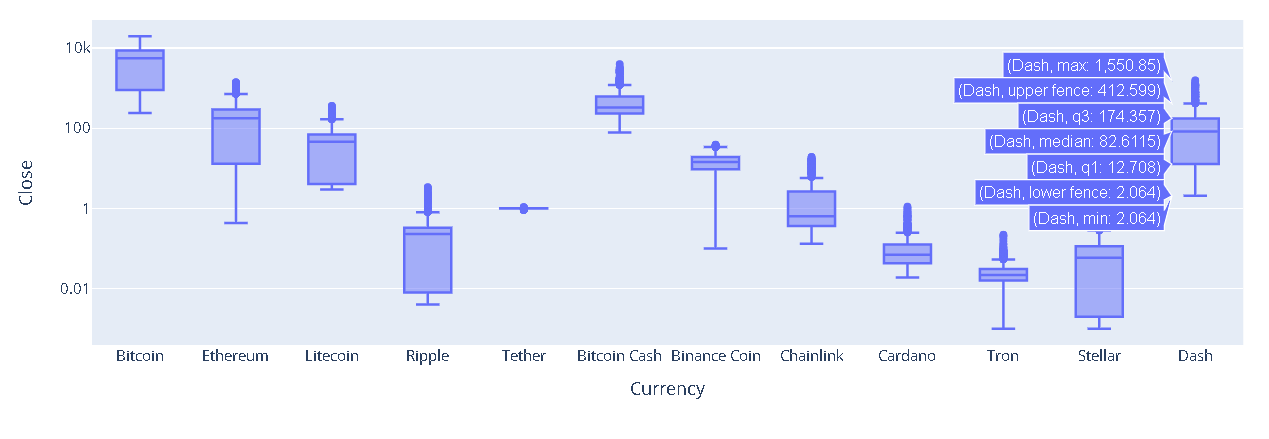 10k
100
1
0.01
Close
(Dash, max: 1,550.85)
(Dash, upper fence: 412.599)
(Dash, q3: 174.357)
(Dash, median: 82.6115)
(Dash, q1: 12.708)
(Dash, lower fence: 2.064)
(Dash, min: 2.064)
Bitcoin Ethereum Litecoin Ripple Tether Bitcoin Cash Binance Coin Chainlink Cardano Tron Stellar Dash
Currency